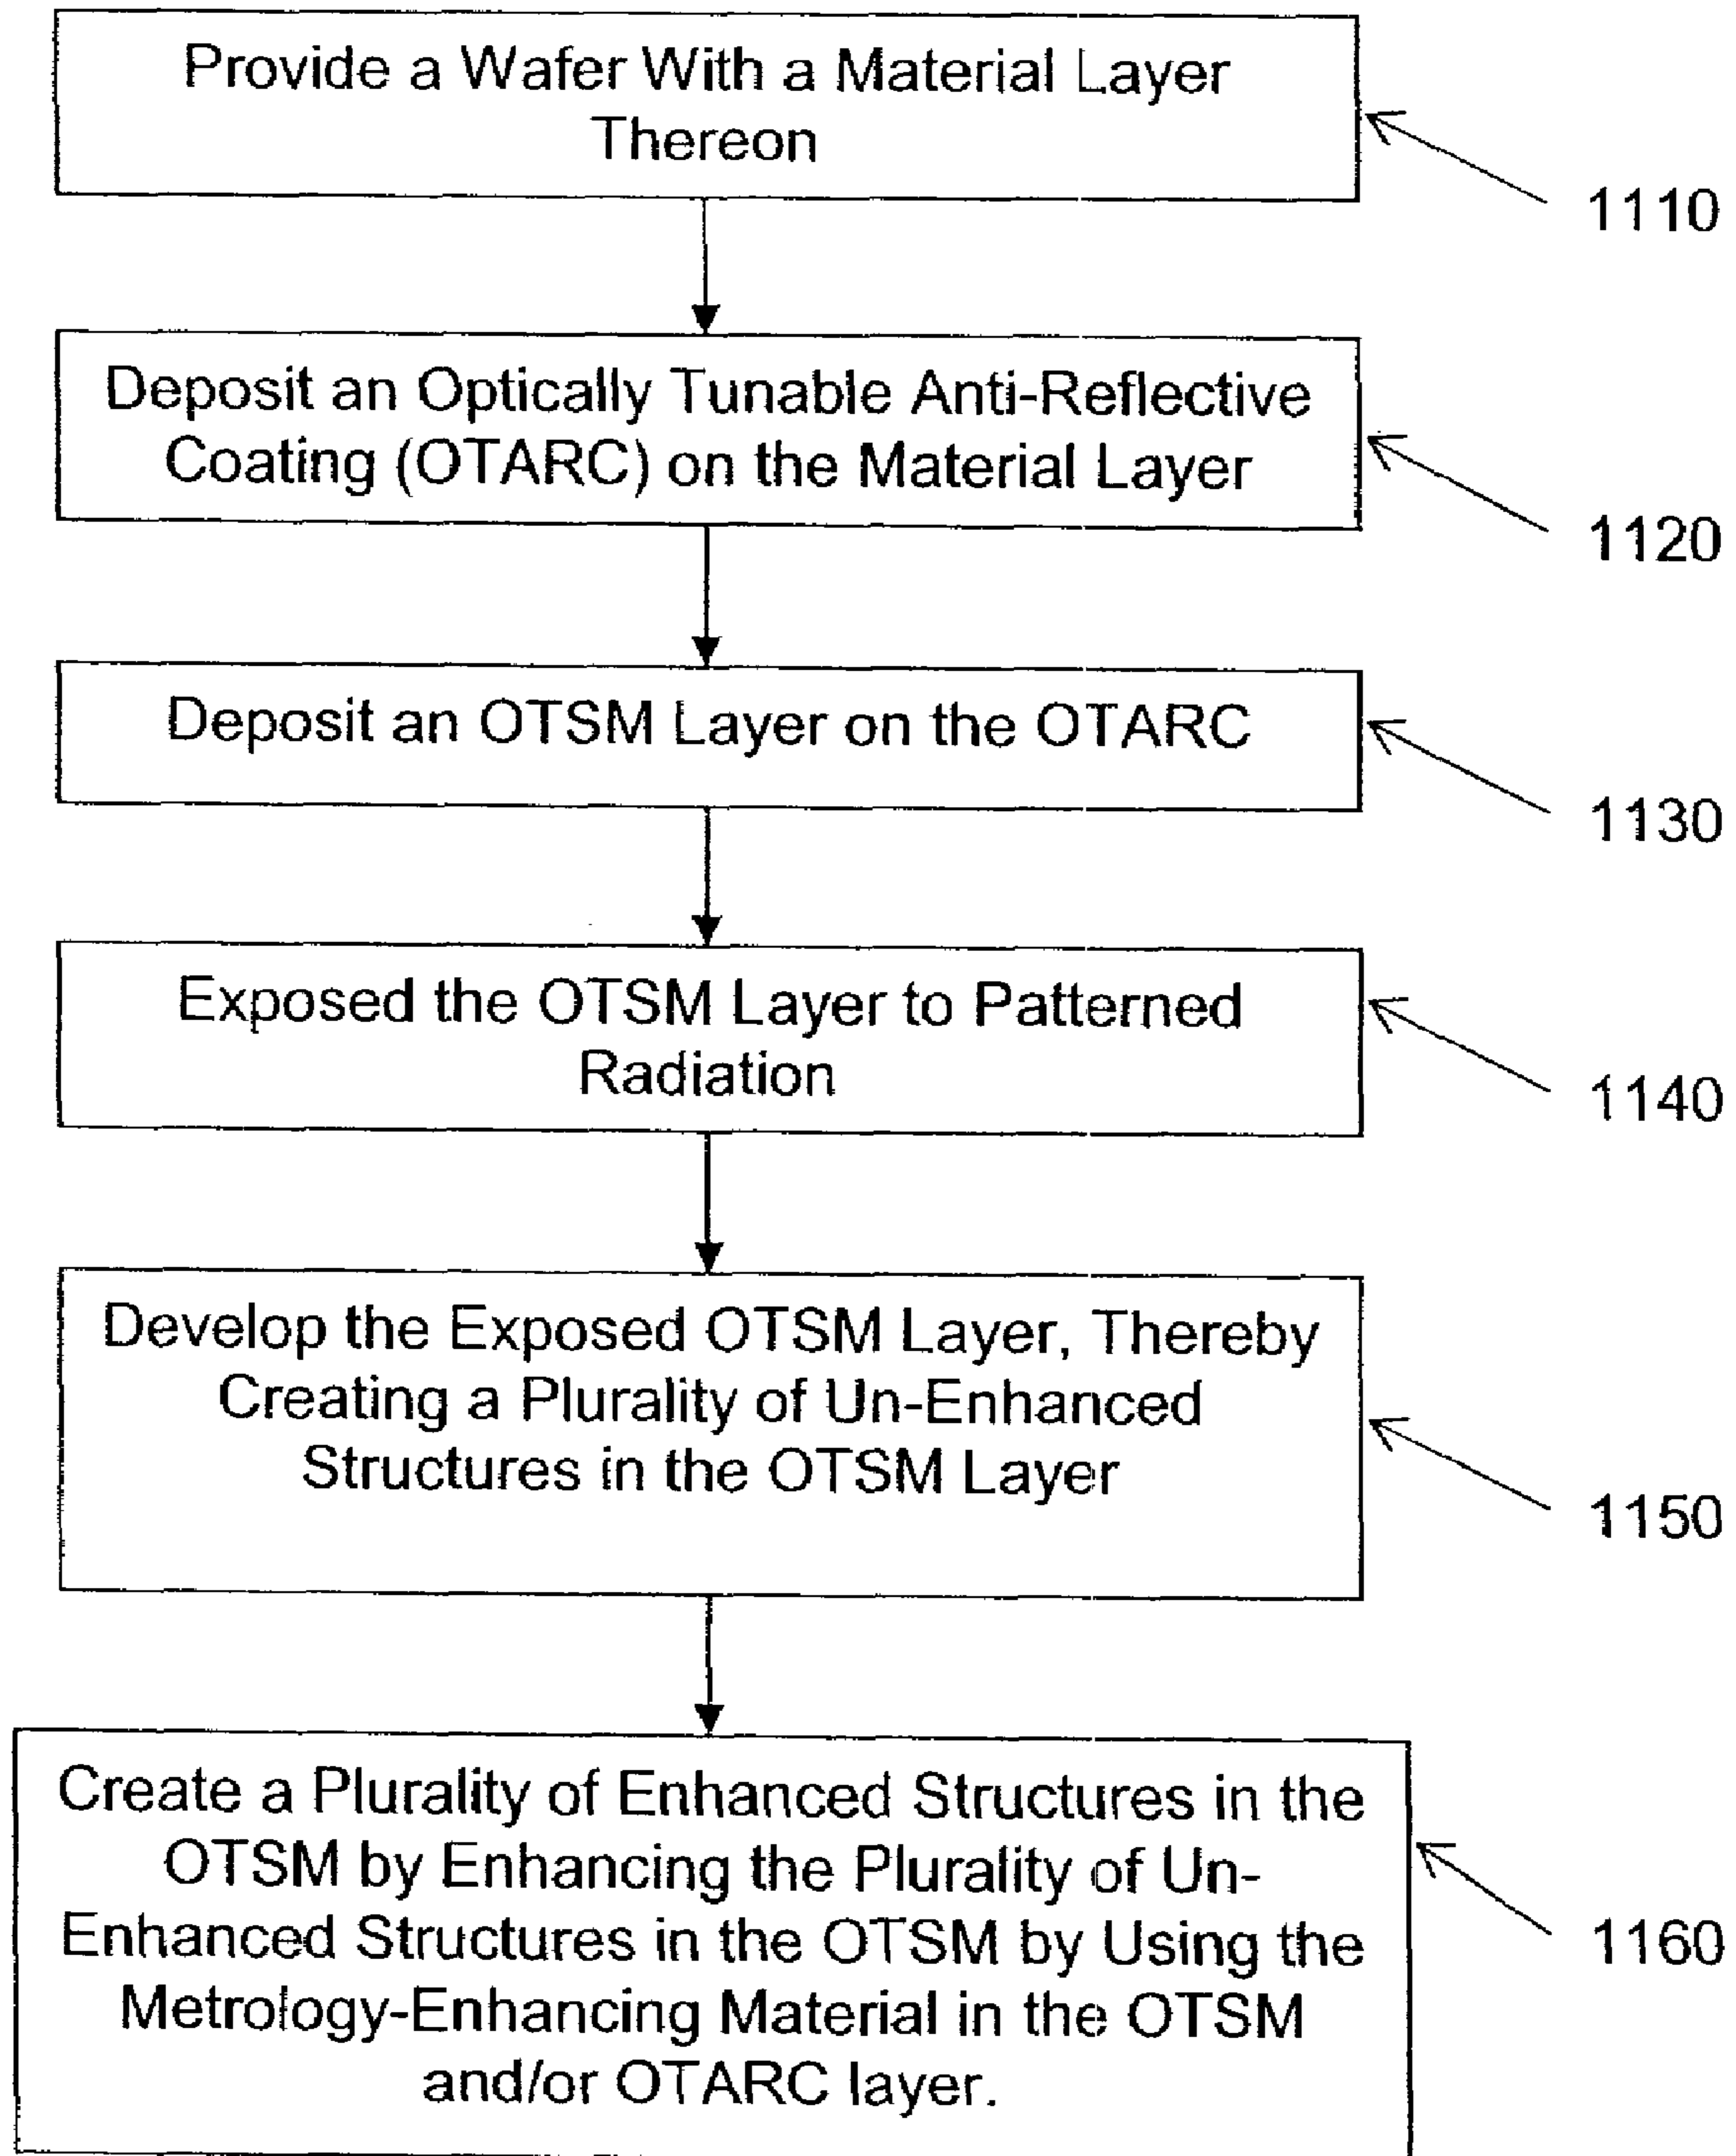 Provide a Wafer With a Material Layer
Thereon
1110
Deposit an Optically Tunable Anti-Reflective
Coating (OTARC) on the Material Layer
1120
Deposit an OTSM Layer on the OTARC
1130
Exposed the OTSM Layer to Patterned
Radiation
1140
Develop the Exposed OTSM Layer, Thereby
Creating a Plurality of Un-Enhanced
Structures in the OTSM Layer
1150
Create a Plurality of Enhanced Structures in the
OTSM by Enhancing the Plurality of Un-
Enhanced Structures in the OTSM by Using the
Metrology-Enhancing Material in the OTSM
and/or OTARC layer.
1160